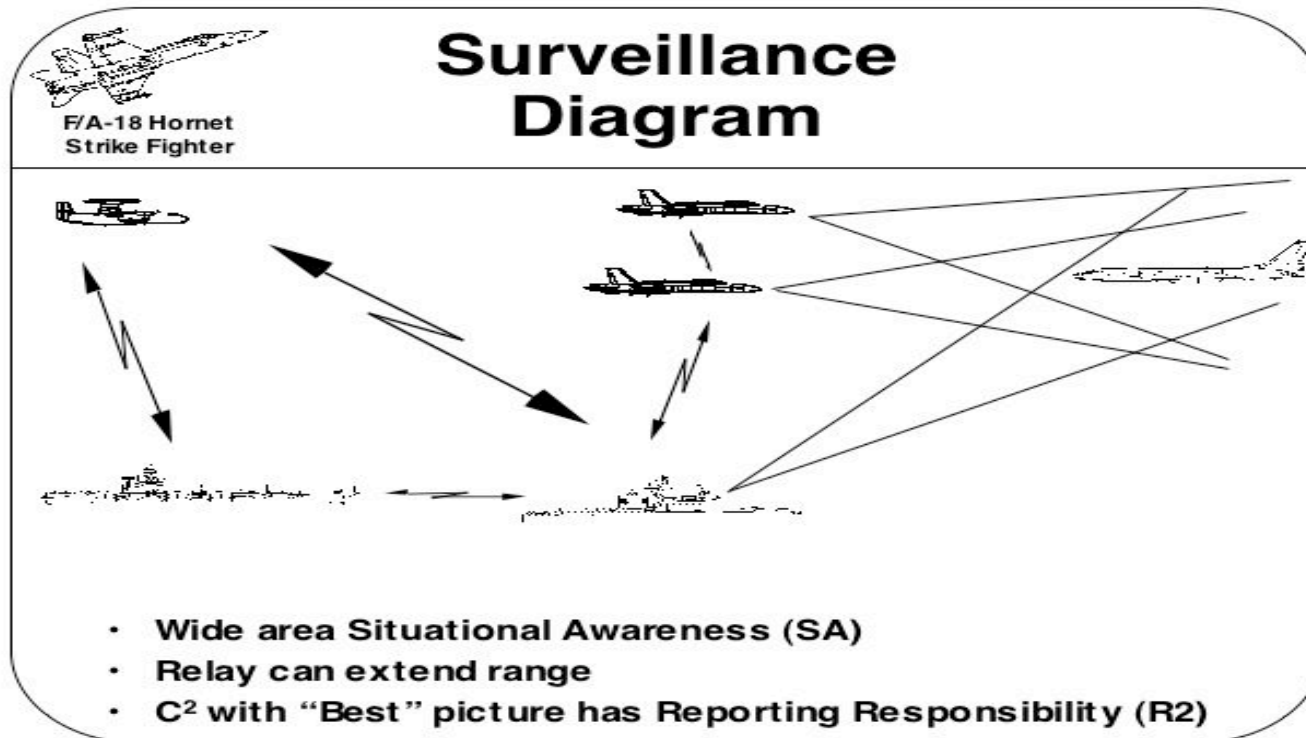 F/A-18 Hornet
Strike Fighter
Surveillance
Diagram
· Wide area Situational Awareness (SA)
· Relay can extend range
· C² with “Best” picture has Reporting Responsibility (R2)